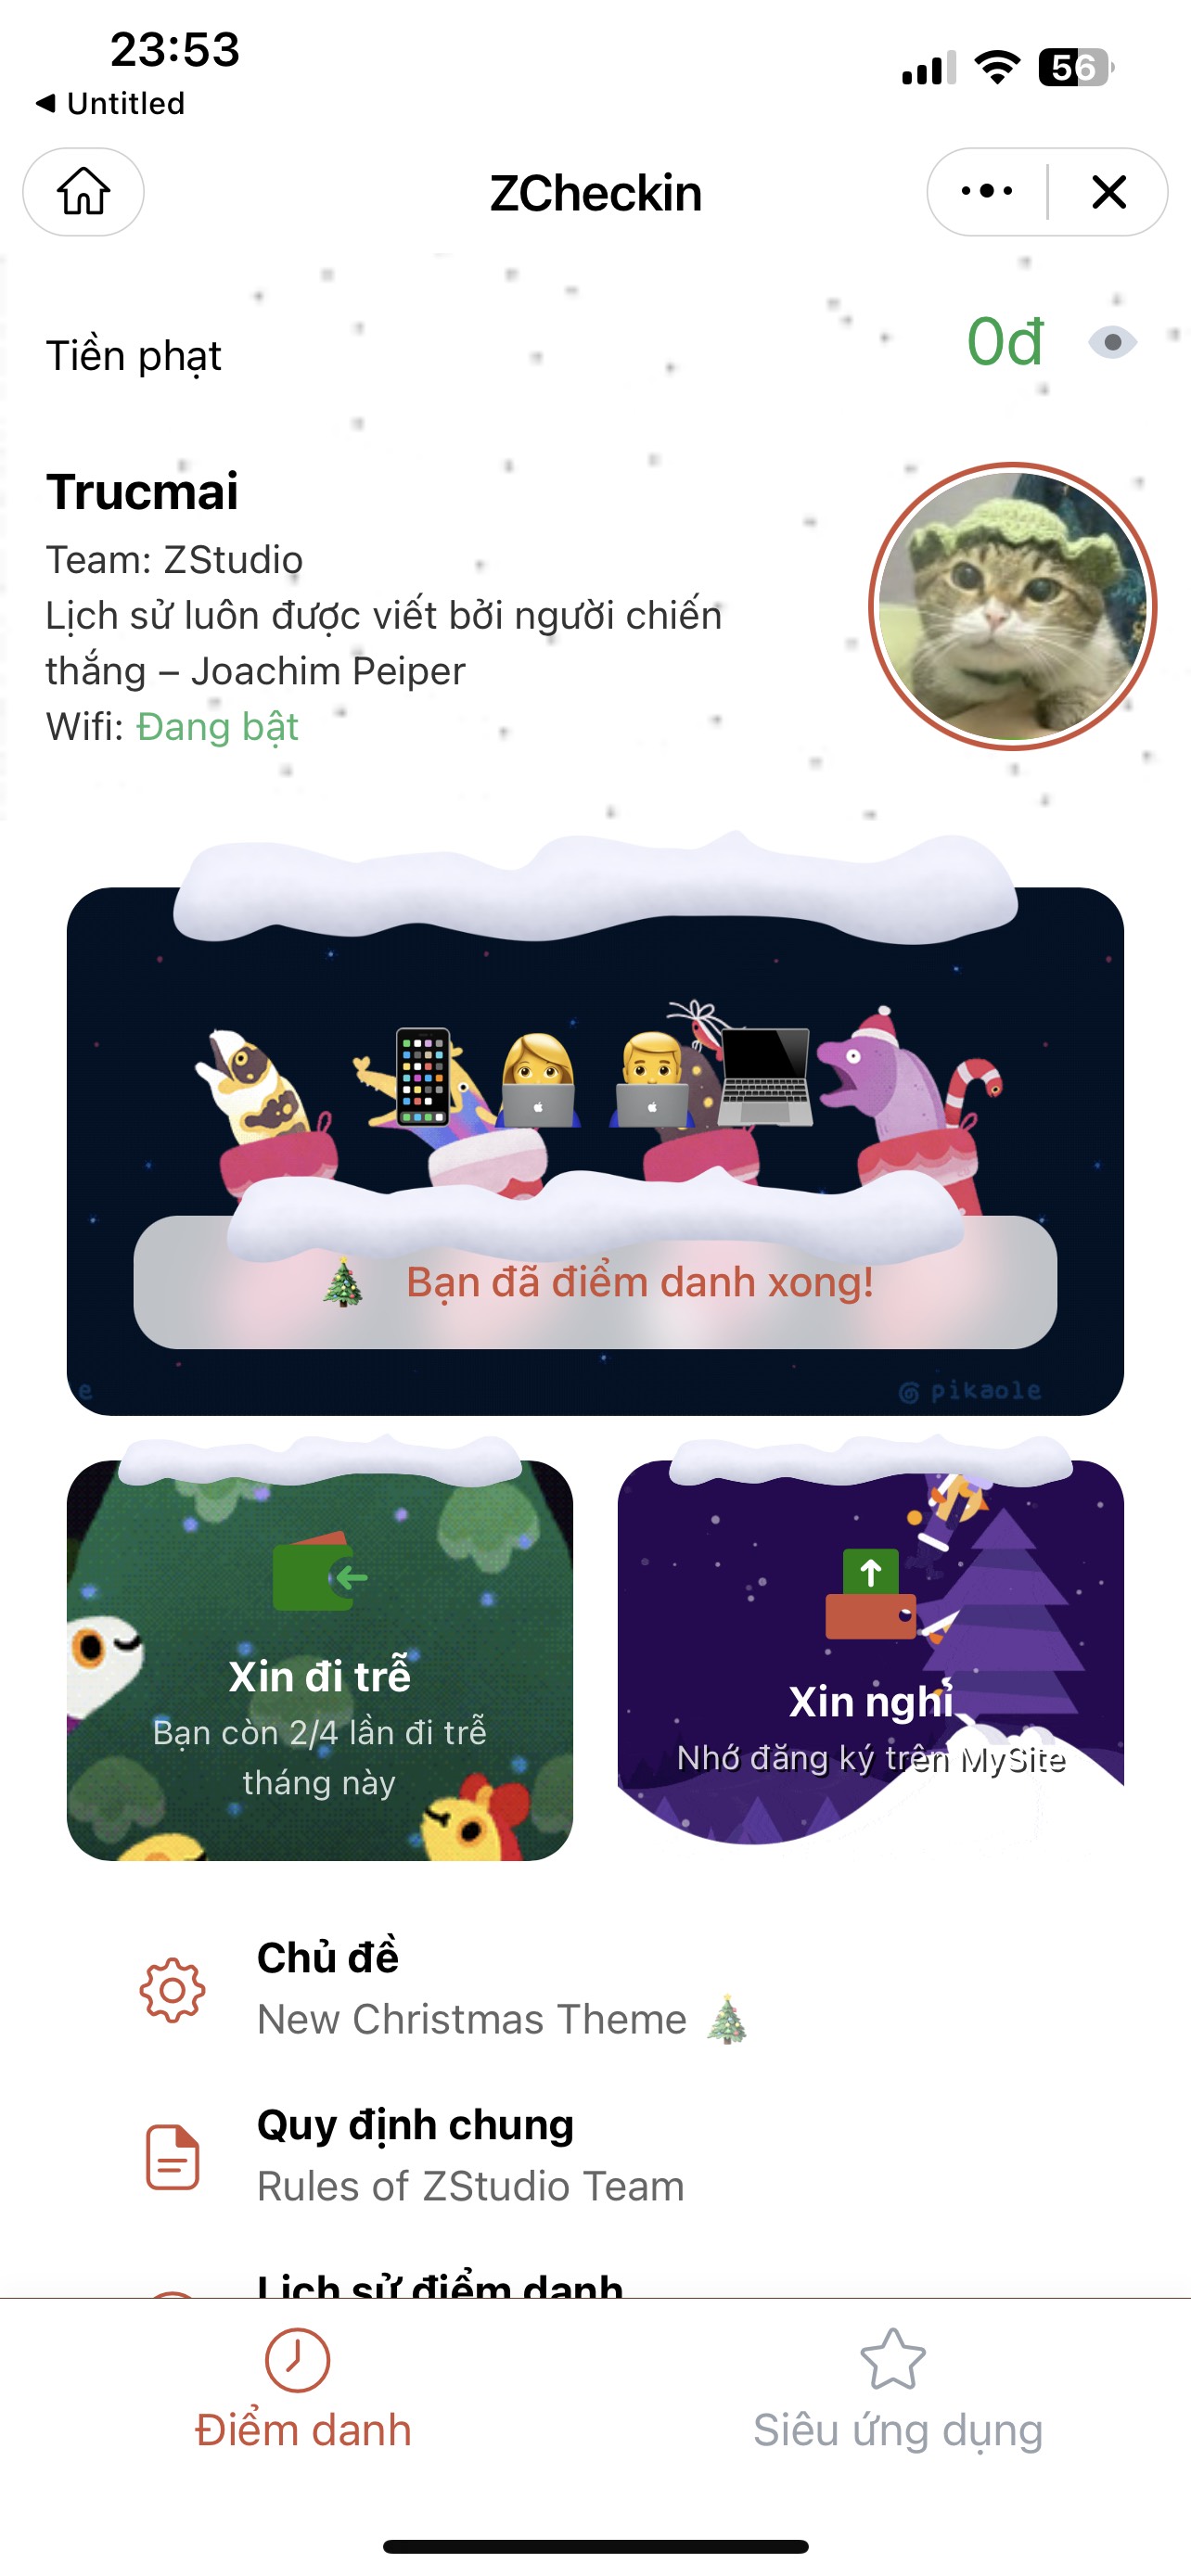 23:53
56
◀ Untitled
ZCheckin
Tiền phạt
0đ
Trucmai
Team: ZStudio
Lịch sử luôn được viết bởi người chiến
thắng – Joachim Peiper
Wifi: Đang bật
Bạn đã điểm danh xong!
e
pikaole
Xin đi trễ
Bạn còn 2/4 lần đi trễ
tháng này
Xin nghỉ
Nhớ đăng ký trên MySite
Chủ đề
New Christmas Theme 🎄
Quy định chung
Rules of ZStudio Team
Lịch sử điểm danh
Điểm danh
Siêu ứng dụng